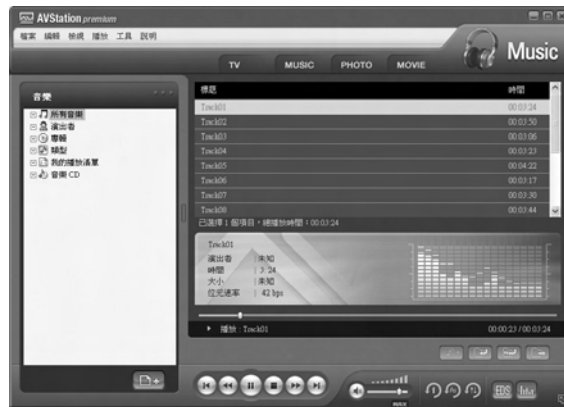 AVStation premium
檔案 編輯 檢視 播放 工具 說明
Music
TV MUSIC PHOTO MOVIE
音樂
所有音樂
演出者
專輯
類型
我的播放清單
音樂 CD
標題 時間
Track01 00:03:24
Track02 00:03:50
Track03 00:03:06
Track04 00:03:23
Track05 00:04:22
Track06 00:03:17
Track07 00:03:30
Track08 00:03:44
已選擇 1 個項目，總播放時間：00:03:24
Track01
演出者 | 未知
時間 | 3: 24
大小 | 未知
位元速率 | 42 bps
播放 : Track01 00:00:23 / 00:03:24
MAX
EDS